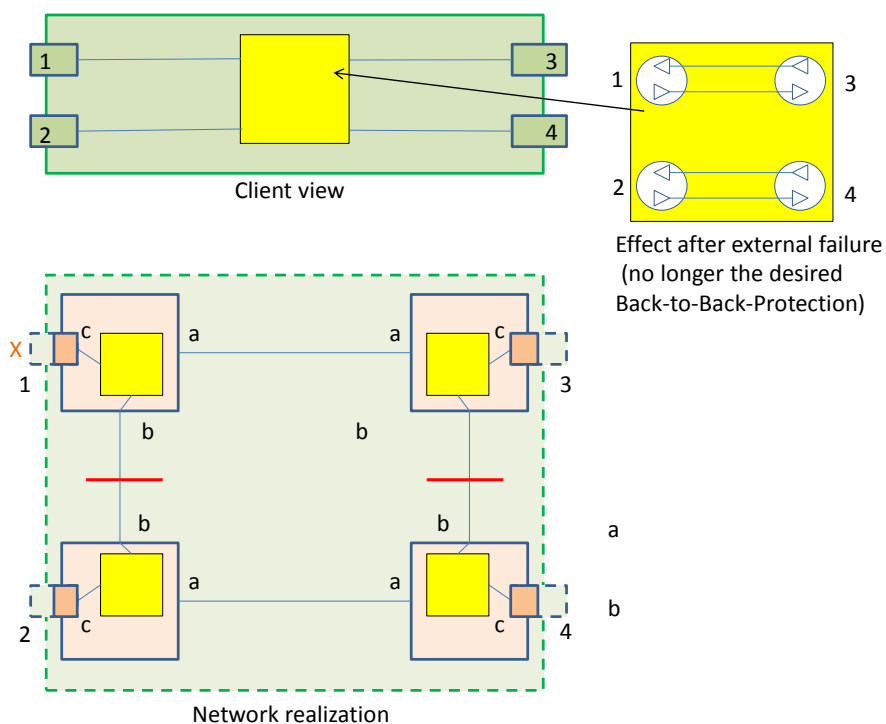 1
3
2
4
Client view
1
3
2
4
Effect after external failure
(no longer the desired
Back-to-Back-Protection)
c
a
a
c
X
1
3
b
b
b
b
a
a
a
b
c
c
2
4
Network realization